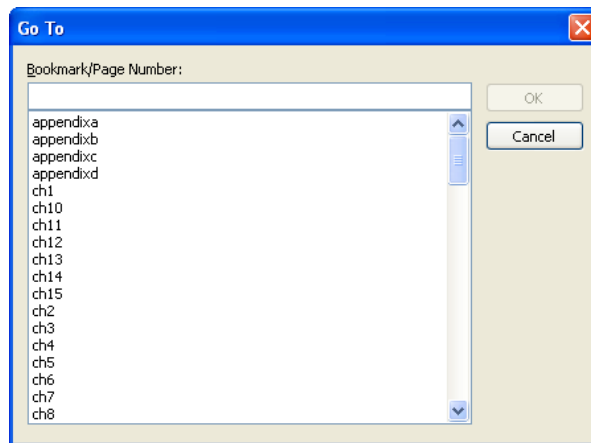 Go To
Bookmark/Page Number:
OK
Cancel
appendixa
appendixb
appendixc
appendixd
ch1
ch10
ch11
ch12
ch13
ch14
ch15
ch2
ch3
ch4
ch5
ch6
ch7
ch8